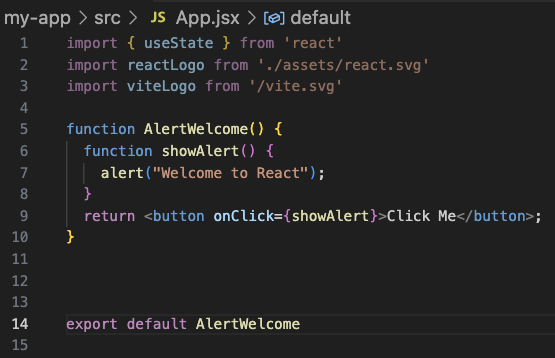 my-app > src > JS App.jsx > default
1 import { useState } from 'react'
2 import reactLogo from './assets/react.svg'
3 import viteLogo from '/vite.svg'
4
5 function AlertWelcome() {
6   function showAlert() {
7     alert("Welcome to React");
8   }
9   return <button onClick={showAlert}>Click Me</button>;
10 }
11
12
13
14 export default AlertWelcome
15